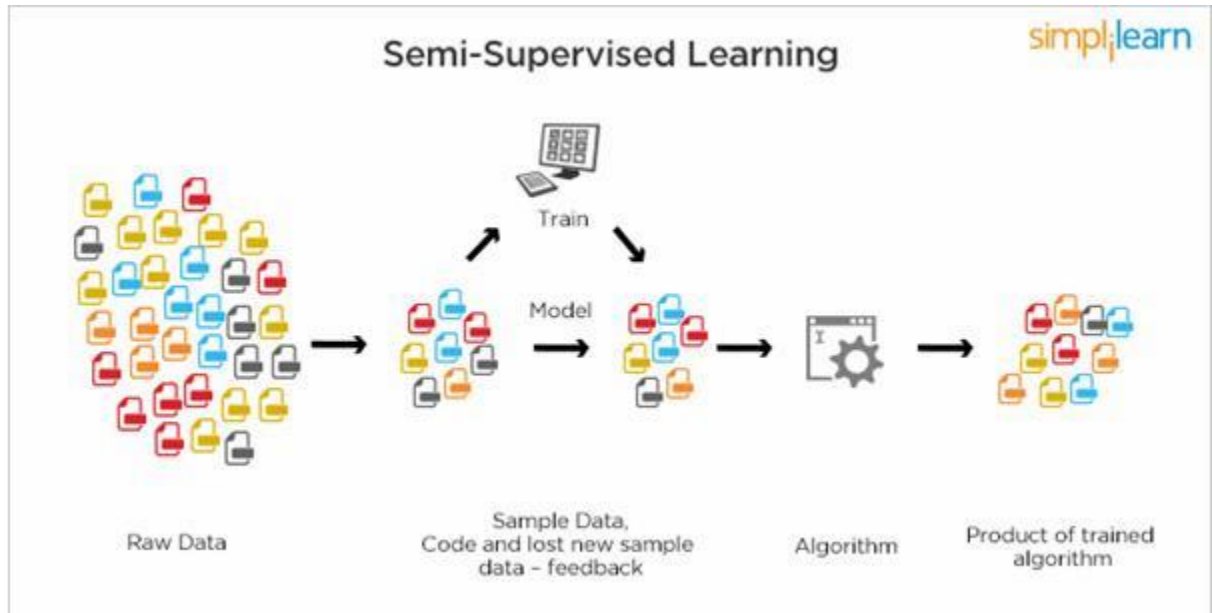 Semi-Supervised Learning
simplilearn
Train
Model
Raw Data
Sample Data,
Code and lost new sample
data – feedback
Algorithm
Product of trained
algorithm